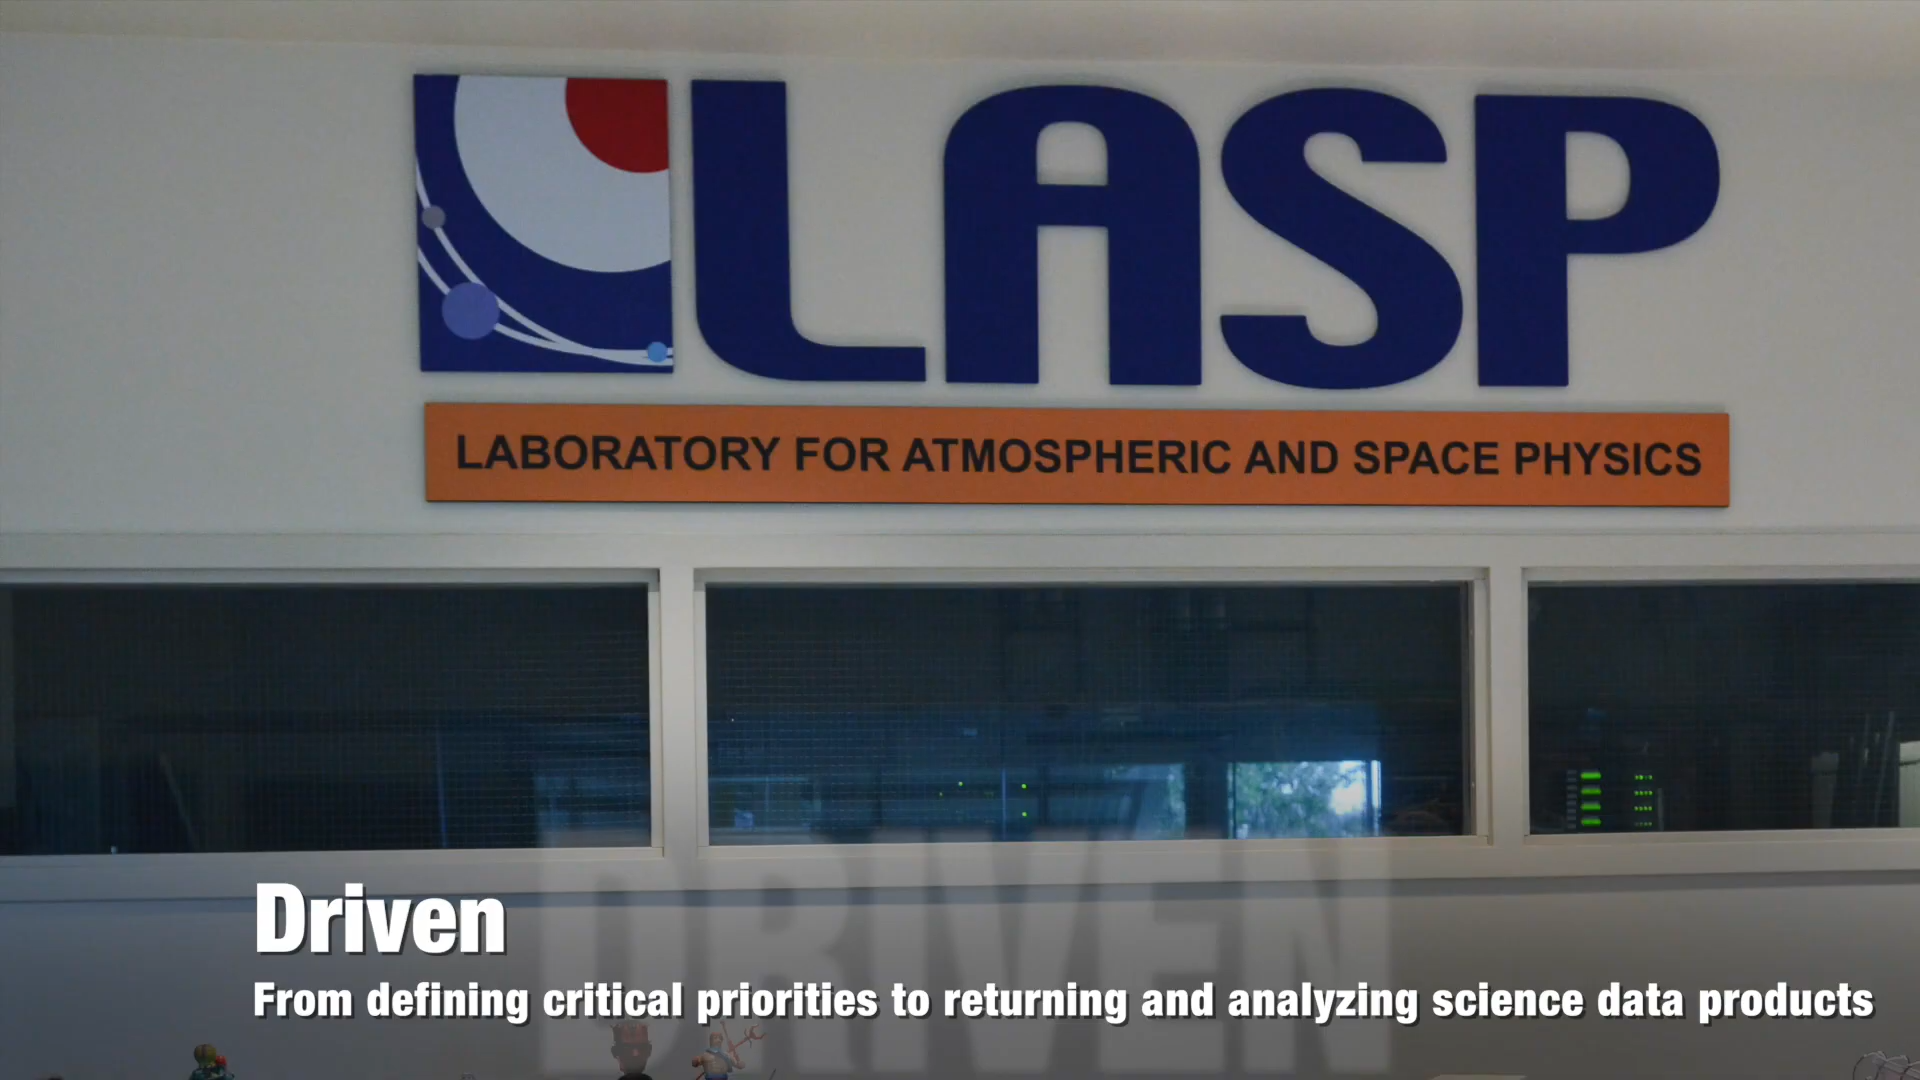 LASP
LABORATORY FOR ATMOSPHERIC AND SPACE PHYSICS
DRIVEN
Driven
From defining critical priorities to returning and analyzing science data products